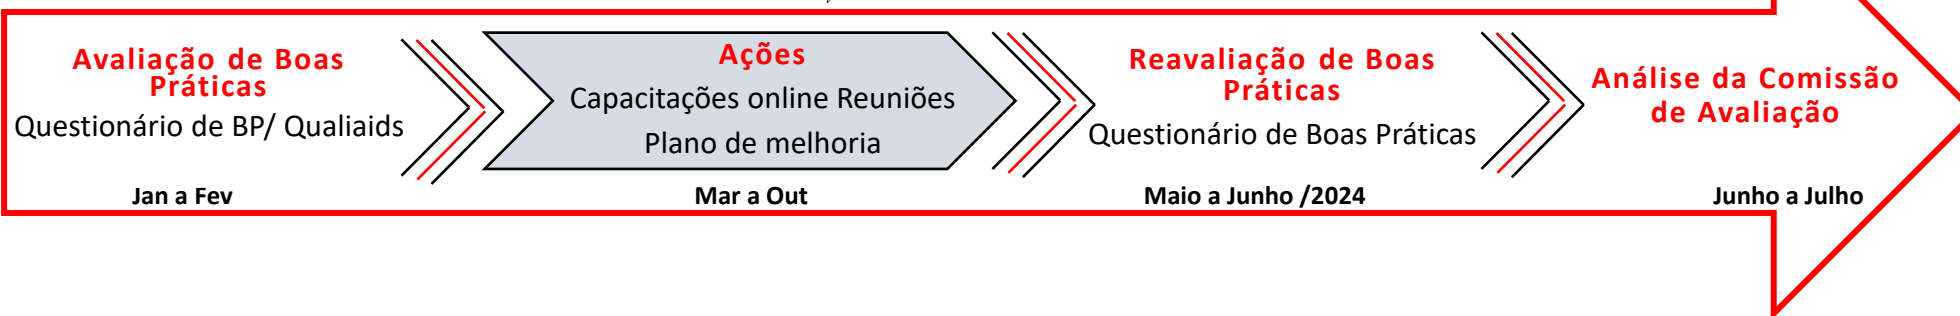 Avaliação de Boas
Práticas
Questionário de BP/ Qualiaids
Jan a Fev
Ações
Capacitações online Reuniões
Plano de melhoria
Mar a Out
Reavaliação de Boas
Práticas
Questionário de Boas Práticas
Maio a Junho /2024
Análise da Comissão
de Avaliação
Junho a Julho